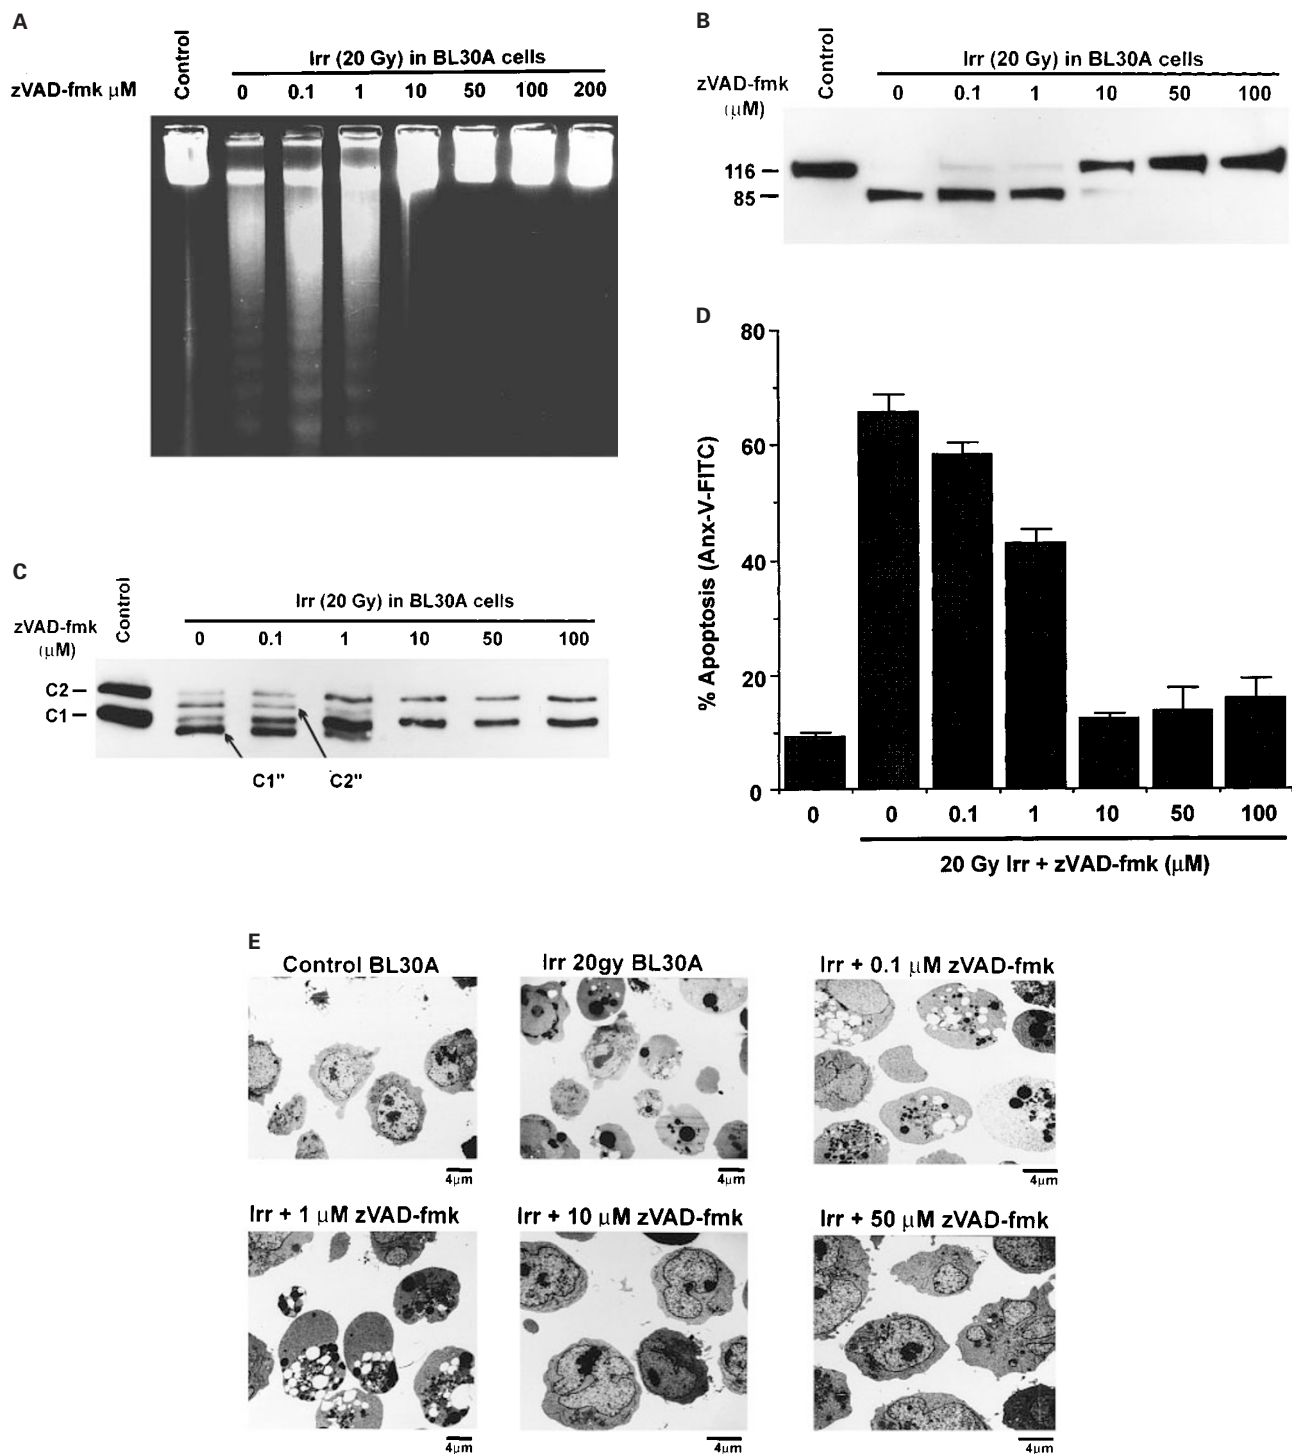 A
Control
Irr (20 Gy) in BL30A cells
zVAD-fmk µM
0 0.1 1 10 50 100 200
B
Control
Irr (20 Gy) in BL30A cells
zVAD-fmk
(µM)
0 0.1 1 10 50 100
116
85
C
Control
Irr (20 Gy) in BL30A cells
zVAD-fmk
(µM)
0 0.1 1 10 50 100
C2
C1
C1"
C2"
D
% Apoptosis (Anx-V-FITC)
80
60
40
20
0
0 0 0.1 1 10 50 100
20 Gy Irr + zVAD-fmk (µM)
E
Control BL30A
Irr 20gy BL30A
Irr + 0.1 µM zVAD-fmk
4µm
4µm
4µm
Irr + 1 µM zVAD-fmk
Irr + 10 µM zVAD-fmk
Irr + 50 µM zVAD-fmk
4µm
4µm
4µm